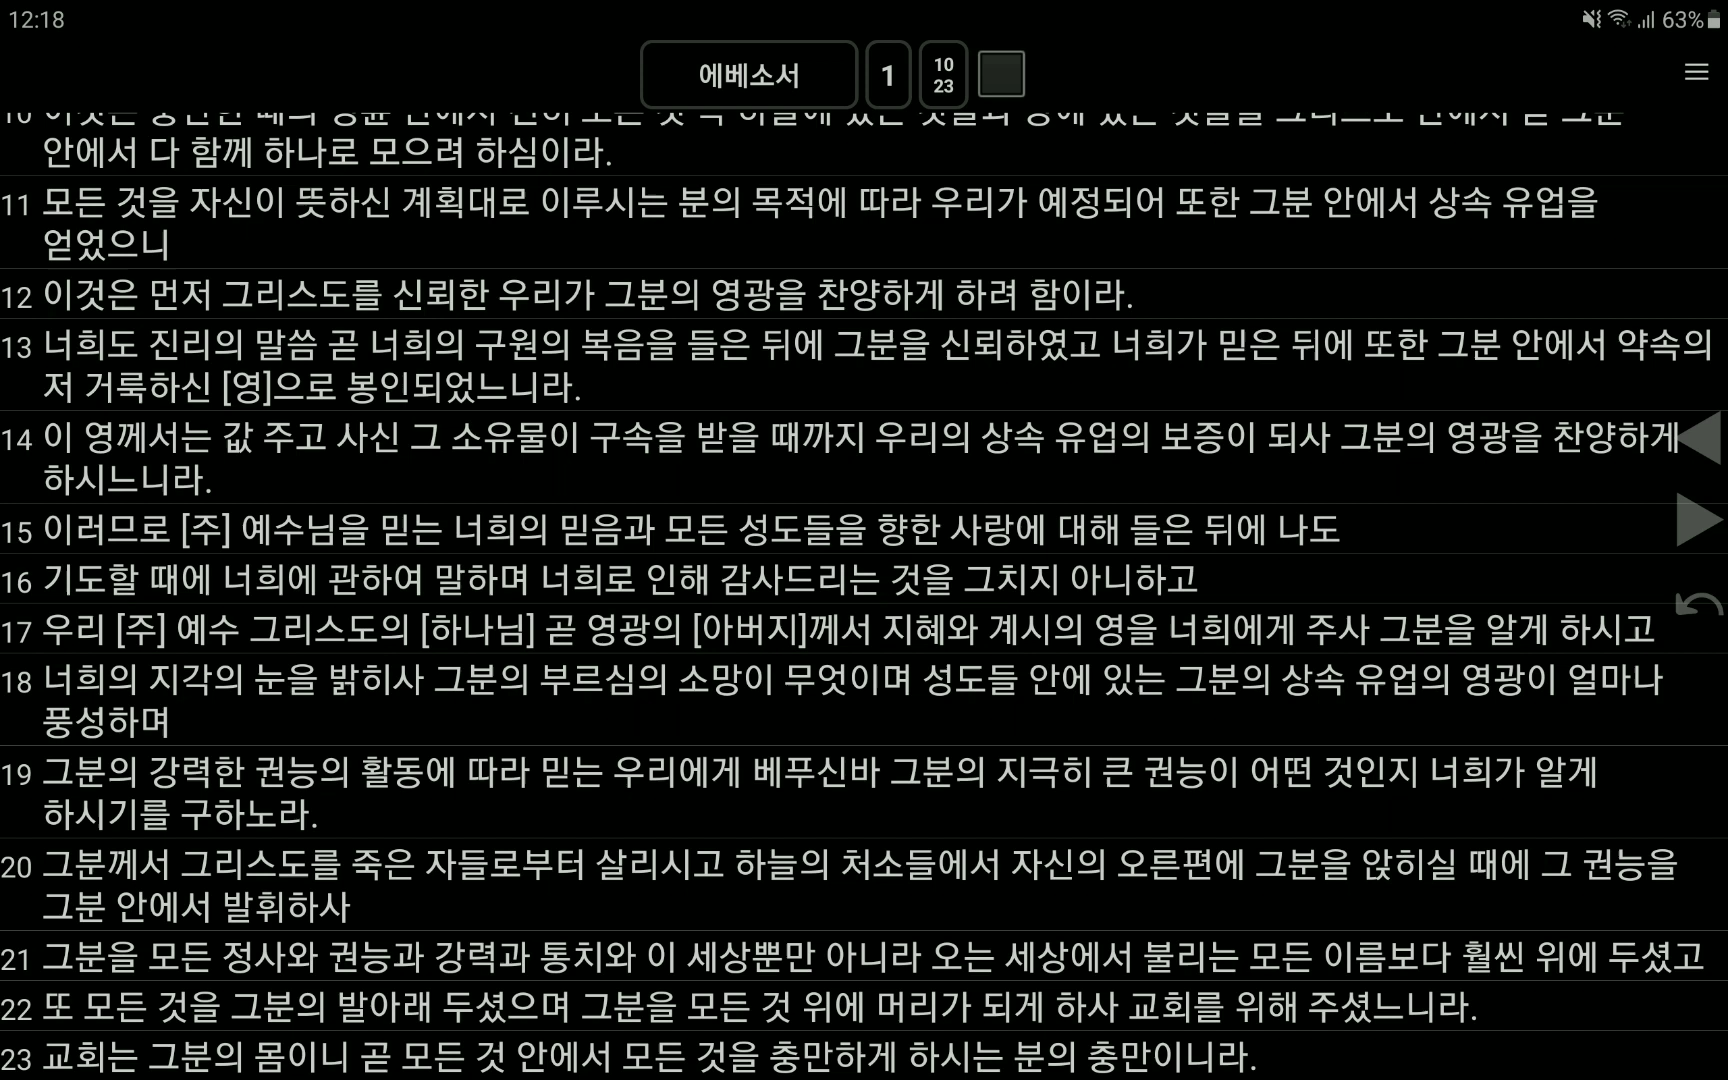 12:18
63%
에베소서
1
10
23
안에서 다 함께 하나로 모으려 하심이라.
11 모든 것을 자신이 뜻하신 계획대로 이루시는 분의 목적에 따라 우리가 예정되어 또한 그분 안에서 상속 유업을
얻었으니
12 이것은 먼저 그리스도를 신뢰한 우리가 그분의 영광을 찬양하게 하려 함이라.
13 너희도 진리의 말씀 곧 너희의 구원의 복음을 들은 뒤에 그분을 신뢰하였고 너희가 믿은 뒤에 또한 그분 안에서 약속의
저 거룩하신 [영]으로 봉인되었느니라.
14 이 영께서는 값 주고 사신 그 소유물이 구속을 받을 때까지 우리의 상속 유업의 보증이 되사 그분의 영광을 찬양하게
하시느니라.
15 이러므로 [주] 예수님을 믿는 너희의 믿음과 모든 성도들을 향한 사랑에 대해 들은 뒤에 나도
16 기도할 때에 너희에 관하여 말하며 너희로 인해 감사드리는 것을 그치지 아니하고
17 우리 [주] 예수 그리스도의 [하나님] 곧 영광의 [아버지]께서 지혜와 계시의 영을 너희에게 주사 그분을 알게 하시고
18 너희의 지각의 눈을 밝히사 그분의 부르심의 소망이 무엇이며 성도들 안에 있는 그분의 상속 유업의 영광이 얼마나
풍성하며
19 그분의 강력한 권능의 활동에 따라 믿는 우리에게 베푸신바 그분의 지극히 큰 권능이 어떤 것인지 너희가 알게
하시기를 구하노라.
20 그분께서 그리스도를 죽은 자들로부터 살리시고 하늘의 처소들에서 자신의 오른편에 그분을 앉히실 때에 그 권능을
그분 안에서 발휘하사
21 그분을 모든 정사와 권능과 강력과 통치와 이 세상뿐만 아니라 오는 세상에서 불리는 모든 이름보다 훨씬 위에 두셨고
22 또 모든 것을 그분의 발아래 두셨으며 그분을 모든 것 위에 머리가 되게 하사 교회를 위해 주셨느니라.
23 교회는 그분의 몸이니 곧 모든 것 안에서 모든 것을 충만하게 하시는 분의 충만이니라.